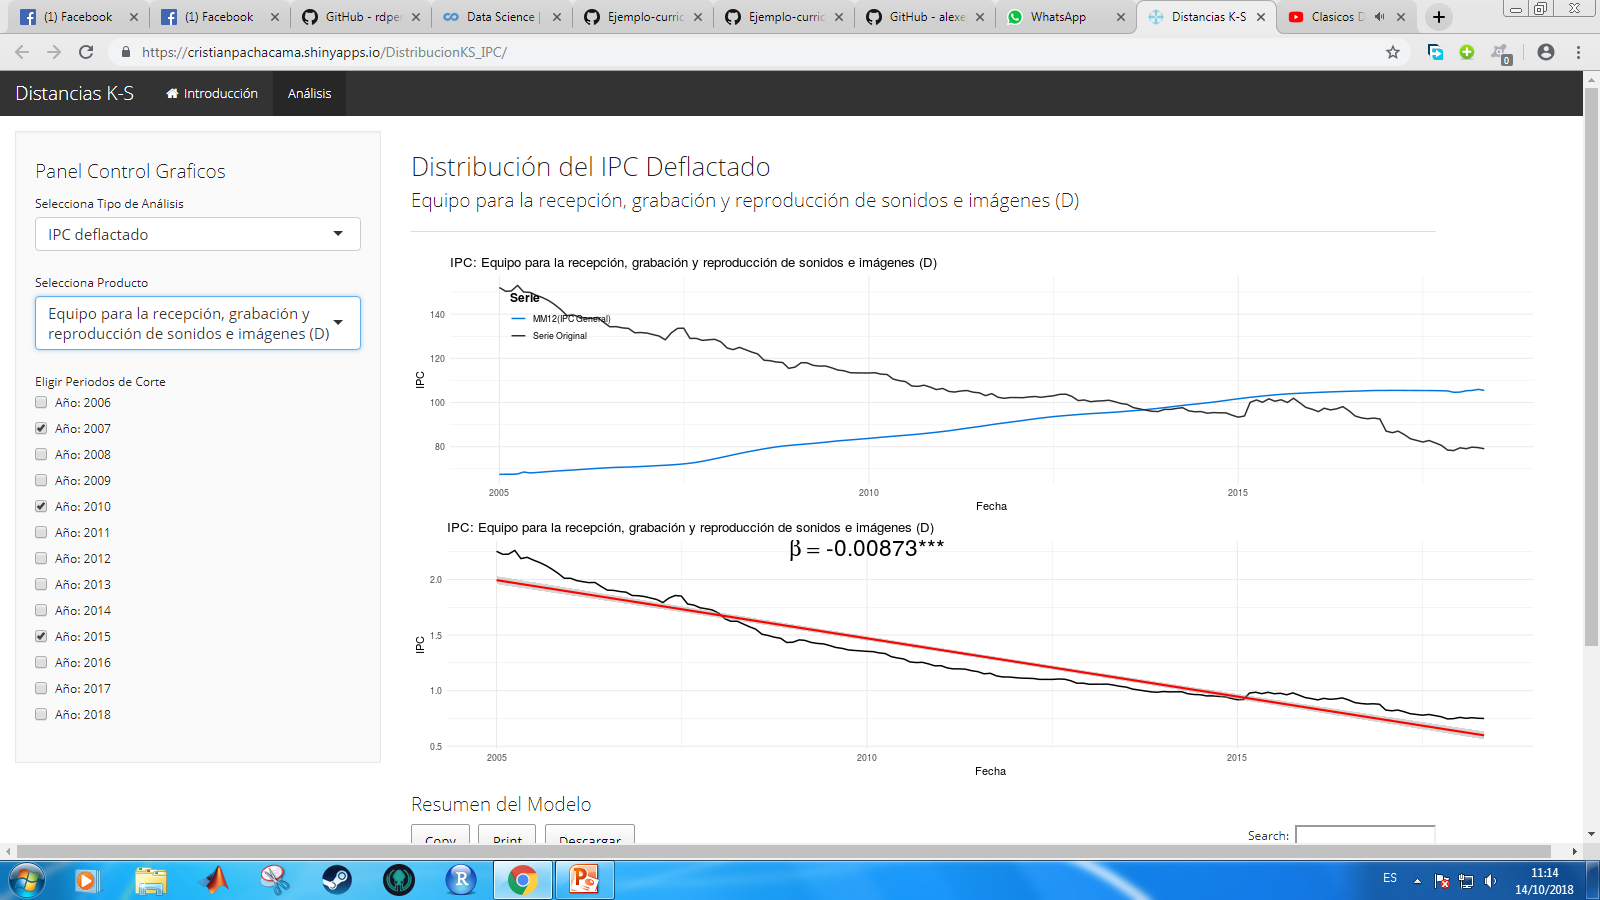 (1) Facebook
(1) Facebook
GitHub - rdpe
Data Science |
Ejemplo-curric
Ejemplo-curric
GitHub - alexe
WhatsApp
Distancias K-S
Clasicos D
https://cristianpachacama.shinyapps.io/DistribucionKS_IPC/
0
Distancias K-S
Introducción
Análisis
Panel Control Graficos
Selecciona Tipo de Análisis
IPC deflactado
Selecciona Producto
Equipo para la recepción, grabación y
reproducción de sonidos e imágenes (D)
Eligir Periodos de Corte
Año: 2006
Año: 2007
Año: 2008
Año: 2009
Año: 2010
Año: 2011
Año: 2012
Año: 2013
Año: 2014
Año: 2015
Año: 2016
Año: 2017
Año: 2018
Distribución del IPC Deflactado
Equipo para la recepción, grabación y reproducción de sonidos e imágenes (D)
IPC: Equipo para la recepción, grabación y reproducción de sonidos e imágenes (D)
Serie
MM12(IPC General)
Serie Original
140
120
100
80
IPC
2005
2010
2015
Fecha
IPC: Equipo para la recepción, grabación y reproducción de sonidos e imágenes (D)
β = -0.00873***
2.0
1.5
1.0
0.5
IPC
2005
2010
2015
Fecha
Resumen del Modelo
Copy
Print
Descargar
Search:
R
P
ES
11:14
14/10/2018